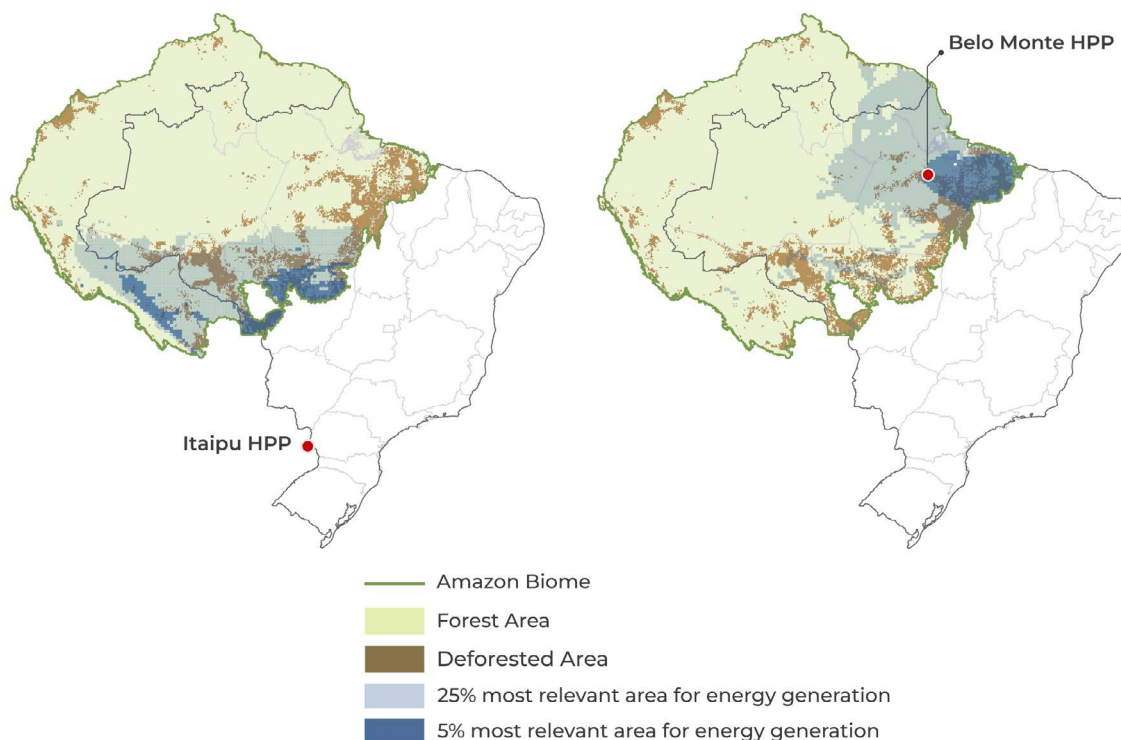 Belo Monte HPP
Itaipu HPP
Amazon Biome
Forest Area
Deforested Area
25% most relevant area for energy generation
5% most relevant area for energy generation